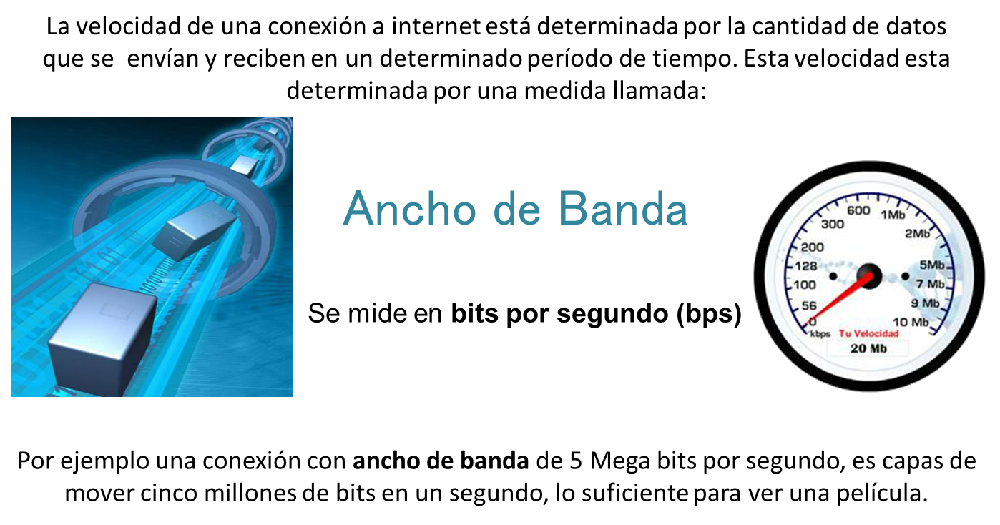 La velocidad de una conexión a internet está determinada por la cantidad de datos
que se envían y reciben en un determinado período de tiempo. Esta velocidad esta
determinada por una medida llamada:
Ancho de Banda
Se mide en bits por segundo (bps)
600
1Mb
300
2Mb
200
128
5Mb
100
7 Mb
56
9 Mb
0
10 Mb
kbps
Tu Velocidad
20 Mb
Por ejemplo una conexión con ancho de banda de 5 Mega bits por segundo, es capas de
mover cinco millones de bits en un segundo, lo suficiente para ver una película.